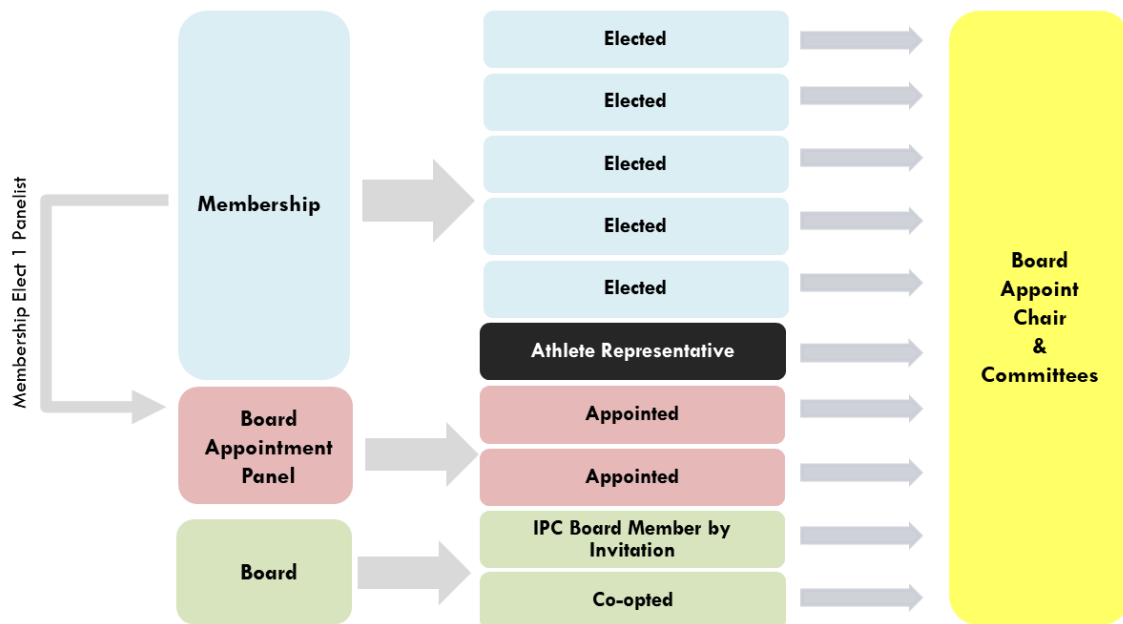 Membership Elect 1 Panelist
Membership
Board
Appointment
Panel
Board
Elected
Elected
Elected
Elected
Elected
Athlete Representative
Appointed
Appointed
IPC Board Member by
Invitation
Co-opted
Board
Appoint
Chair
&
Committees